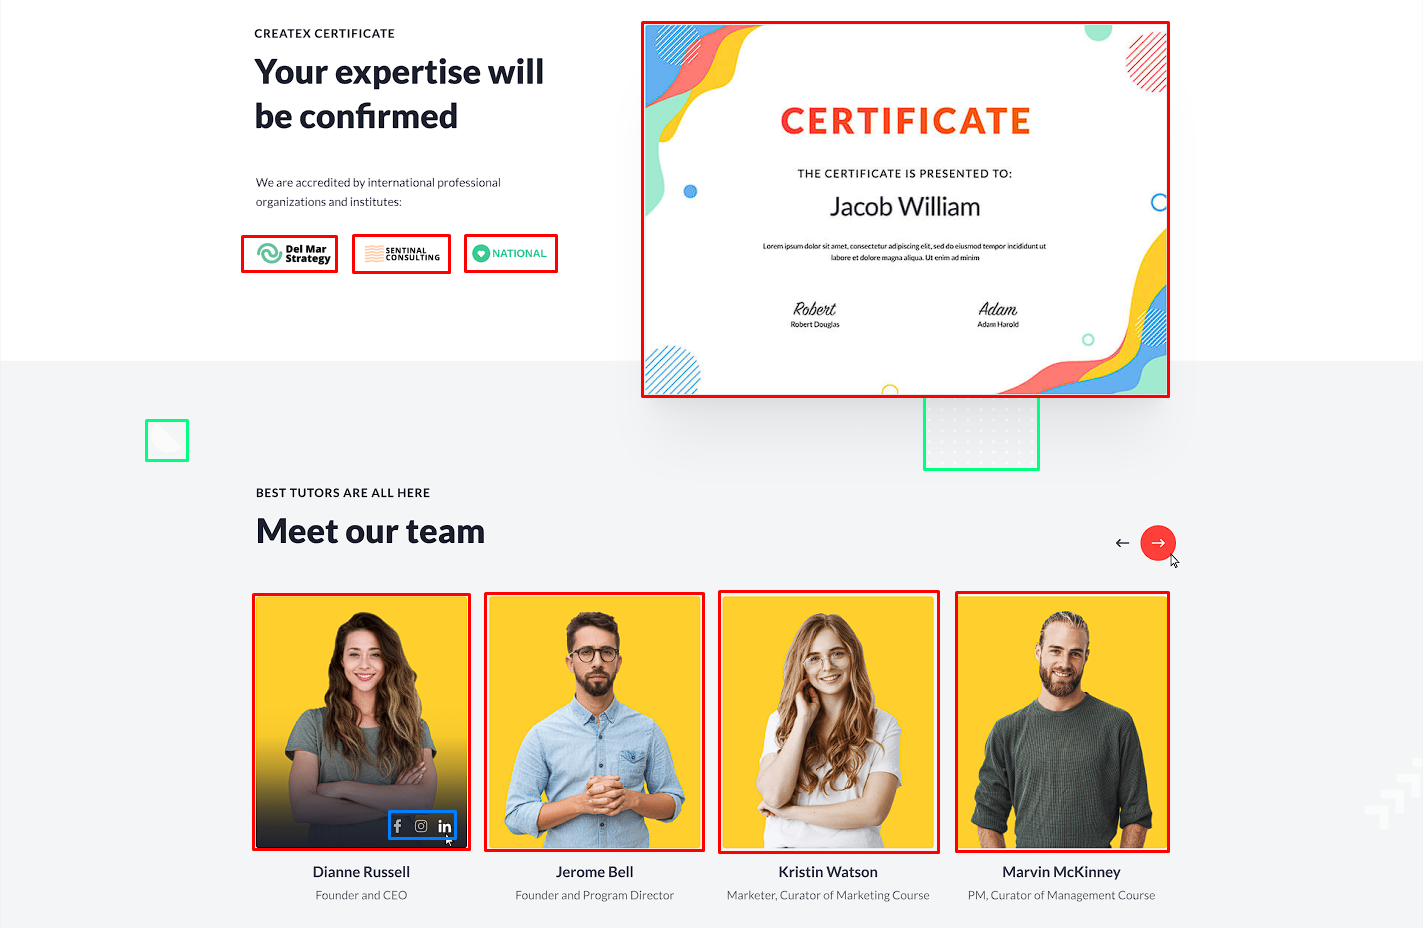 CREATEX CERTIFICATE
Your expertise will
be confirmed
We are accredited by international professional
organizations and institutes:
Del Mar
Strategy
SENTINAL
CONSULTING
NATIONAL
CERTIFICATE
THE CERTIFICATE IS PRESENTED TO:
Jacob William
Lorem ipsum dolor sit amet, consectetur adipiscing elit, sed do eiusmod tempor incididunt ut
labore et dolore magna aliqua. Ut enim ad minim
Robert
Robert Douglas
Adam
Adam Harold
BEST TUTORS ARE ALL HERE
Meet our team
f
in
Dianne Russell
Founder and CEO
Jerome Bell
Founder and Program Director
Kristin Watson
Marketer, Curator of Marketing Course
Marvin McKinney
PM, Curator of Management Course